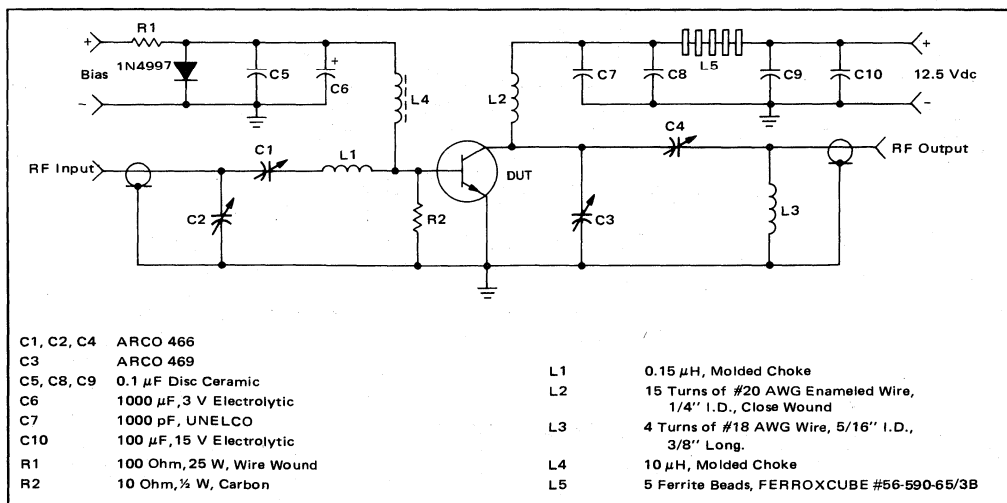 R1
+
1N4997
Bias
C5
+
C6
L4
-
L2
C7
C8
L5
C9
C10
+
12.5 Vdc
-
C4
C1
L1
RF Input
RF Output
DUT
C2
R2
C3
L3
C1, C2, C4 ARCO 466
C3 ARCO 469
C5, C8, C9 0.1 μF Disc Ceramic
C6 1000 μF, 3 V Electrolytic
C7 1000 pF, UNELCO
C10 100 μF, 15 V Electrolytic
R1 100 Ohm, 25 W, Wire Wound
R2 10 Ohm, ½ W, Carbon
L1 0.15 μH, Molded Choke
L2 15 Turns of #20 AWG Enameled Wire,
1/4" I.D., Close Wound
L3 4 Turns of #18 AWG Wire, 5/16" I.D.,
3/8" Long.
L4 10 μH, Molded Choke
L5 5 Ferrite Beads, FERROXCUBE #56-590-65/3B